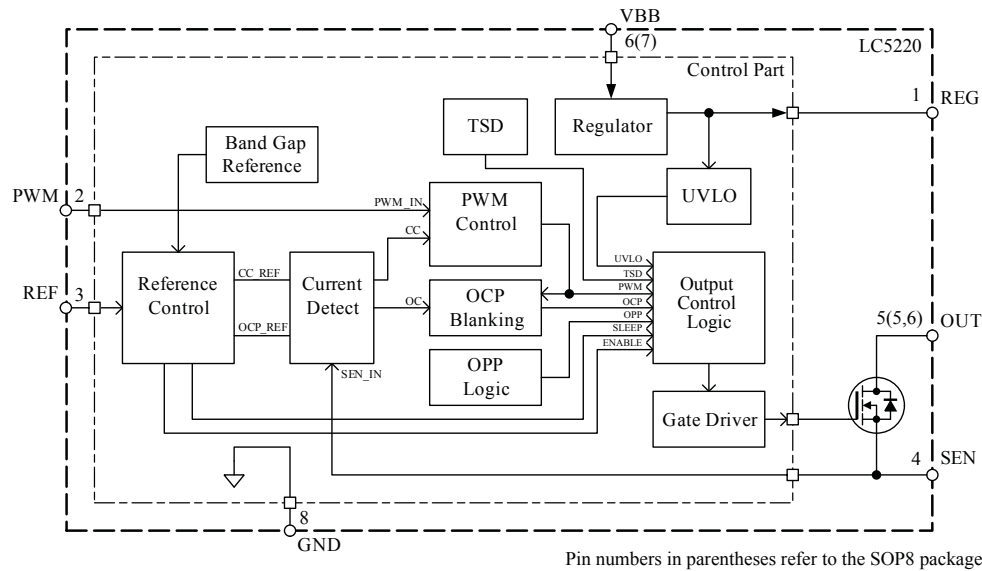 VBB
6(7)
LC5220
Control Part
1
REG
TSD
Regulator
Band Gap
Reference
UVLO
PWM
2
PWM_IN
PWM
Control
CC
UVLO
TSD
PWM
OCP
OPP
SLEEP
ENABLE
REF
3
Reference
Control
CC_REF
OCP_REF
Current
Detect
OC
OCP
Blanking
Output
Control
Logic
5(5,6)
OUT
SEN_IN
OPP
Logic
Gate Driver
4
SEN
8
GND
Pin numbers in parentheses refer to the SOP8 package